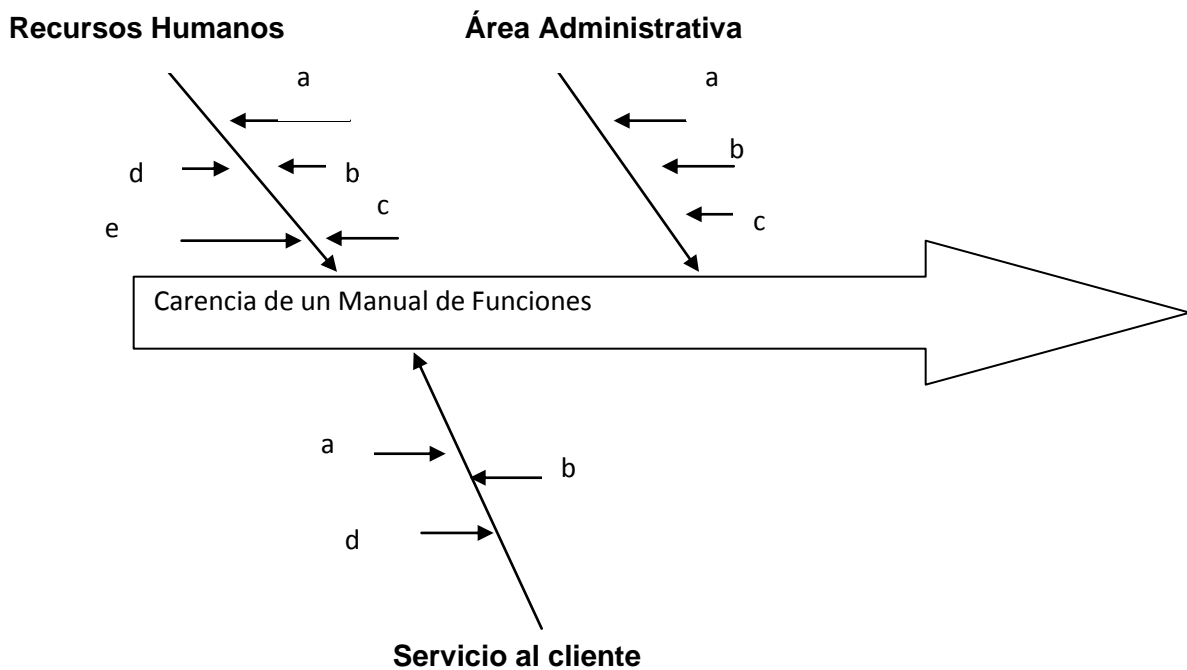 Recursos Humanos
Área Administrativa
a
a
d
b
b
e
c
c
Carencia de un Manual de Funciones
a
b
d
Servicio al cliente